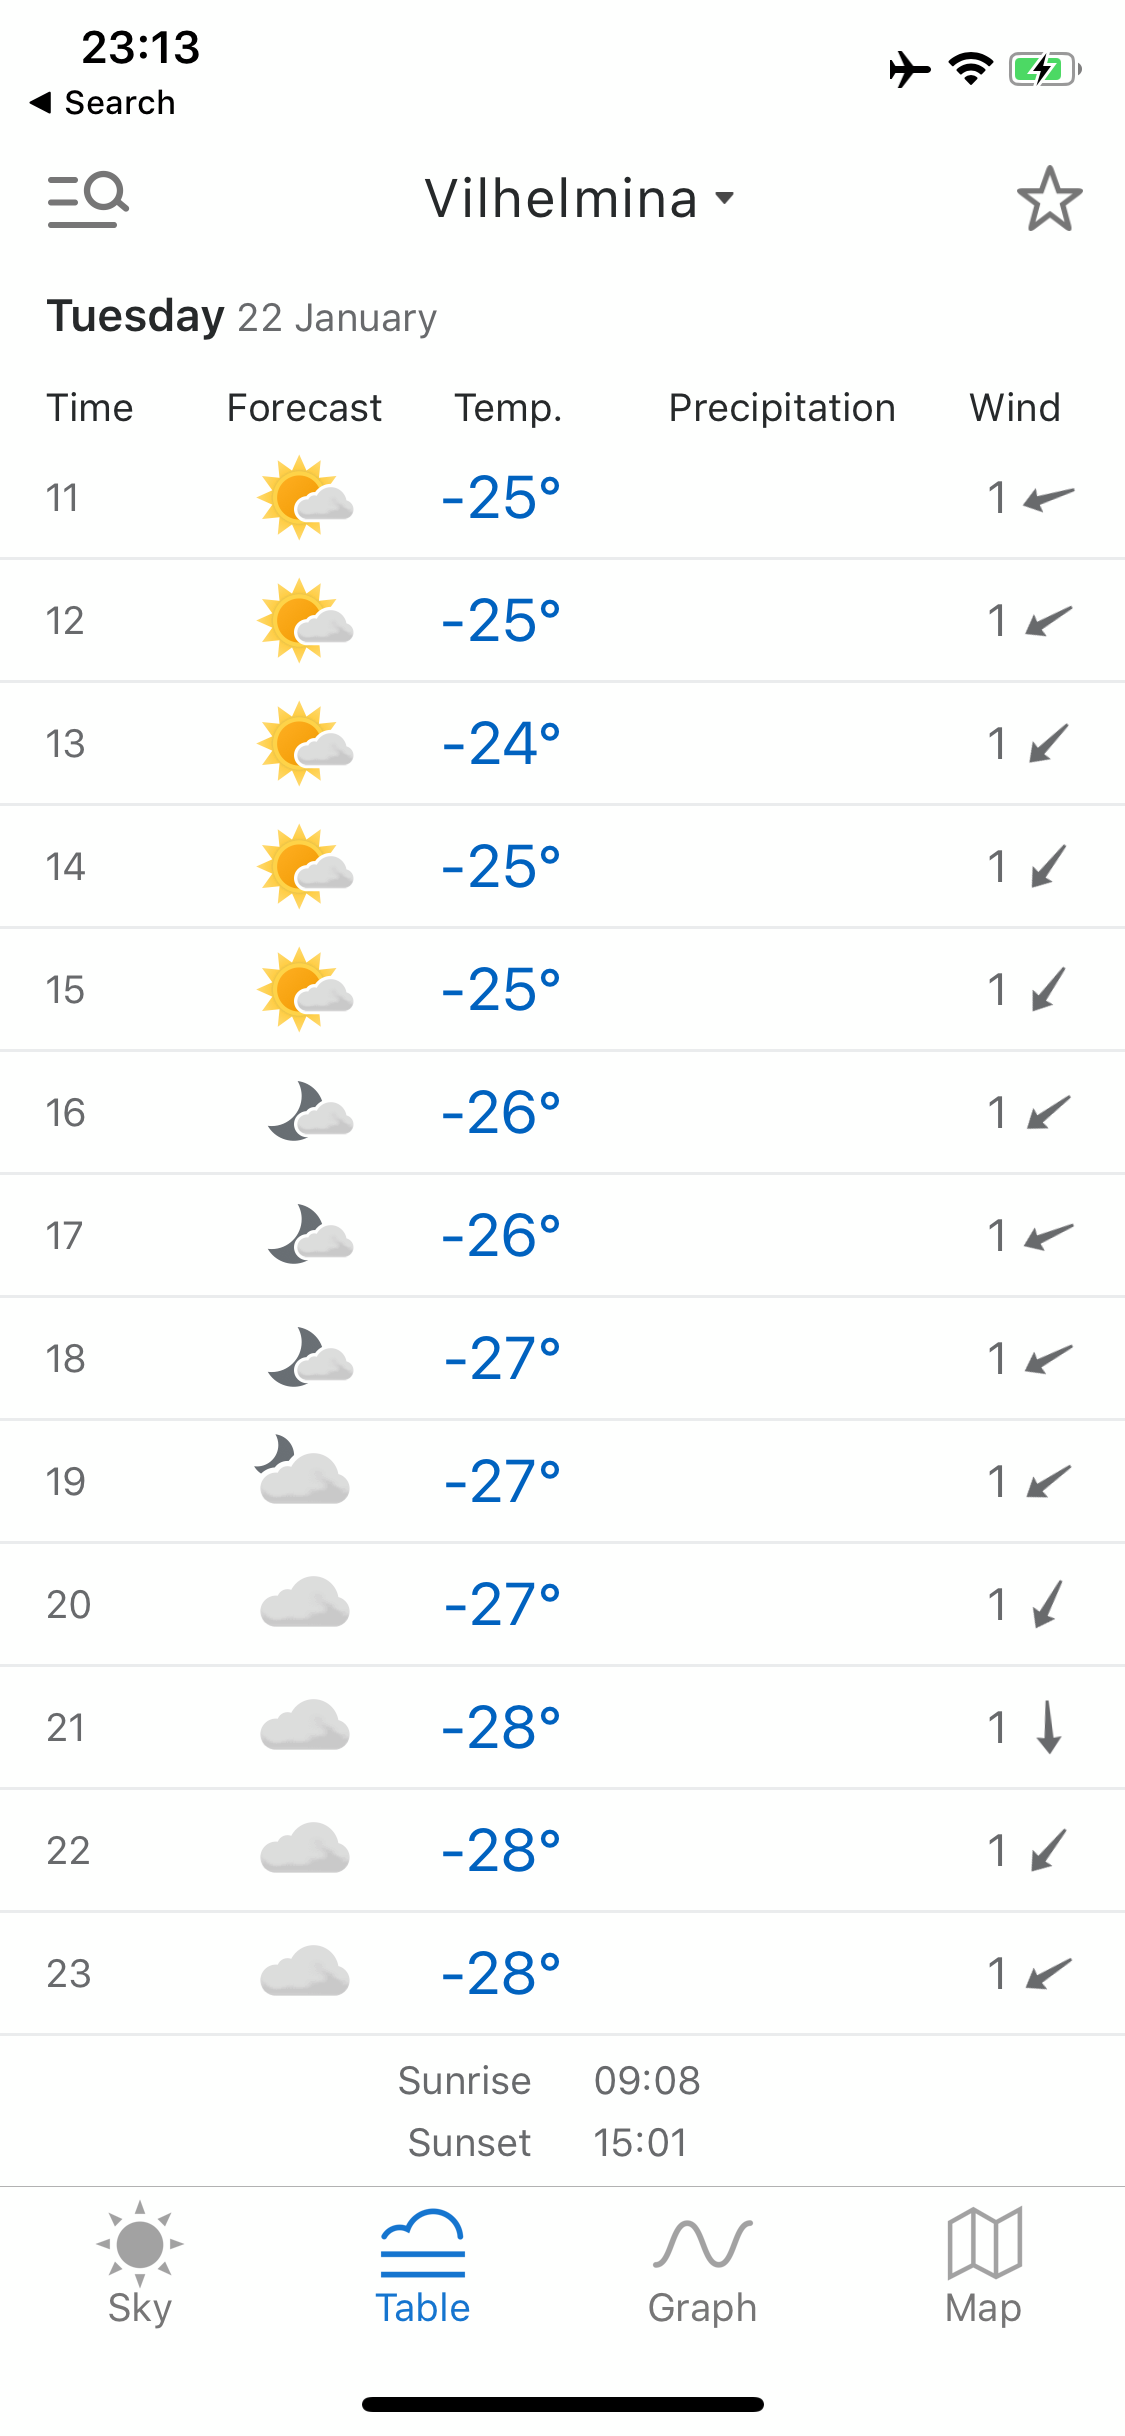 23:13
◀ Search
Vilhelmina
Tuesday 22 January
Time Forecast Temp. Precipitation Wind
11 -25° 1
12 -25° 1
13 -24° 1
14 -25° 1
15 -25° 1
16 -26° 1
17 -26° 1
18 -27° 1
19 -27° 1
20 -27° 1
21 -28° 1
22 -28° 1
23 -28° 1
Sunrise 09:08
Sunset 15:01
Sky Table Graph Map